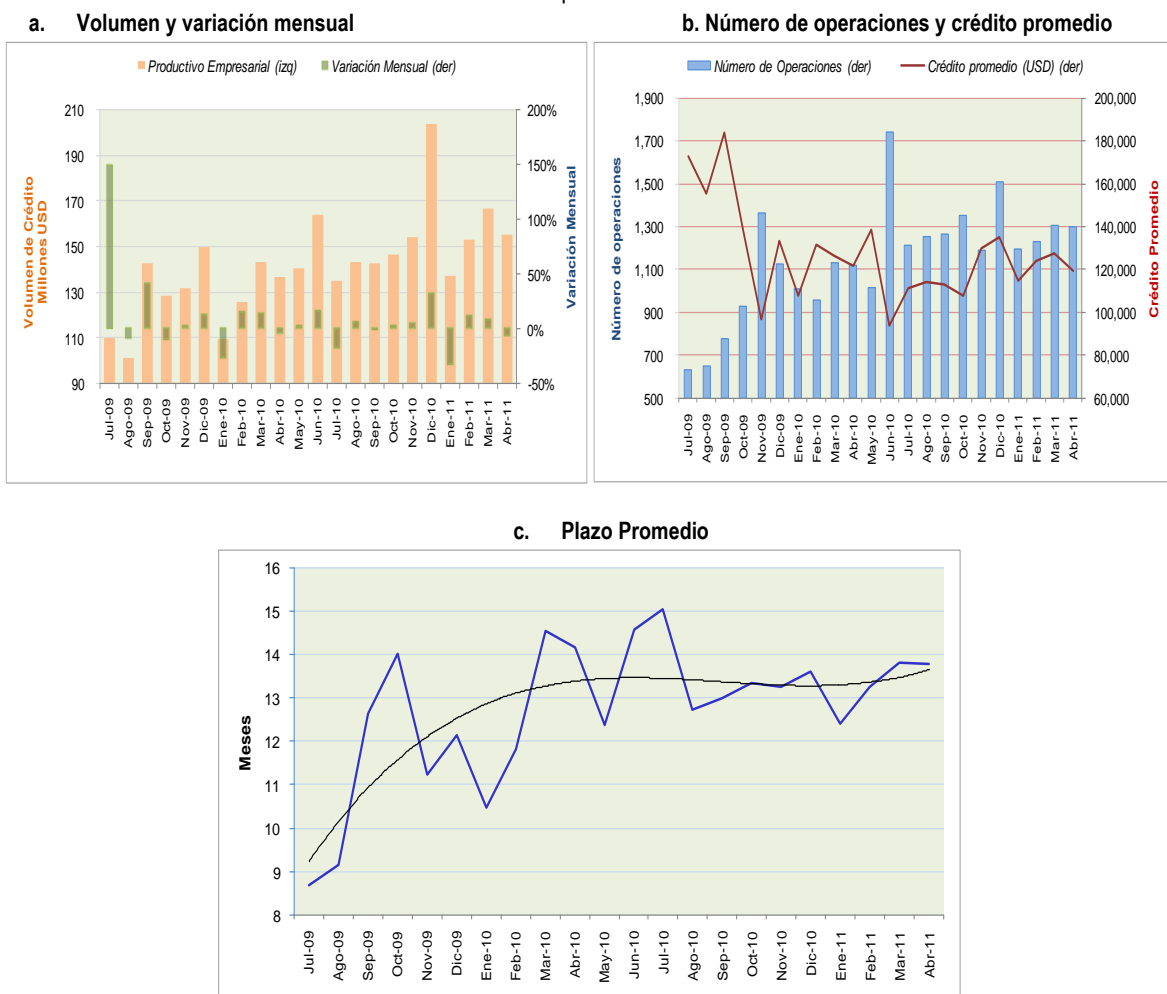 a. Volumen y variación mensual
Productivo Empresarial (izq)
Variación Mensual (der)
210
190
170
150
130
110
90
200%
150%
100%
50%
0%
-50%
Volumen de Crédito
Millones USD
Variación Mensual
Jul-09
Ago-09
Sep-09
Oct-09
Nov-09
Dic-09
Ene-10
Feb-10
Mar-10
Abr-10
May-10
Jun-10
Jul-10
Ago-10
Sep-10
Oct-10
Nov-10
Dic-10
Ene-11
Feb-11
Mar-11
Abr-11
b. Número de operaciones y crédito promedio
Número de Operaciones (der)
Crédito promedio (USD) (der)
1,900
1,700
1,500
1,300
1,100
900
700
500
200,000
180,000
160,000
140,000
120,000
100,000
80,000
60,000
Número de operaciones
Crédito Promedio
Jul-09
Ago-09
Sep-09
Oct-09
Nov-09
Dic-09
Ene-10
Feb-10
Mar-10
Abr-10
May-10
Jun-10
Jul-10
Ago-10
Sep-10
Oct-10
Nov-10
Dic-10
Ene-11
Feb-11
Mar-11
Abr-11
c. Plazo Promedio
16
15
14
13
12
11
10
9
8
Meses
Jul-09
Ago-09
Sep-09
Oct-09
Nov-09
Dic-09
Ene-10
Feb-10
Mar-10
Abr-10
May-10
Jun-10
Jul-10
Ago-10
Sep-10
Oct-10
Nov-10
Dic-10
Ene-11
Feb-11
Mar-11
Abr-11